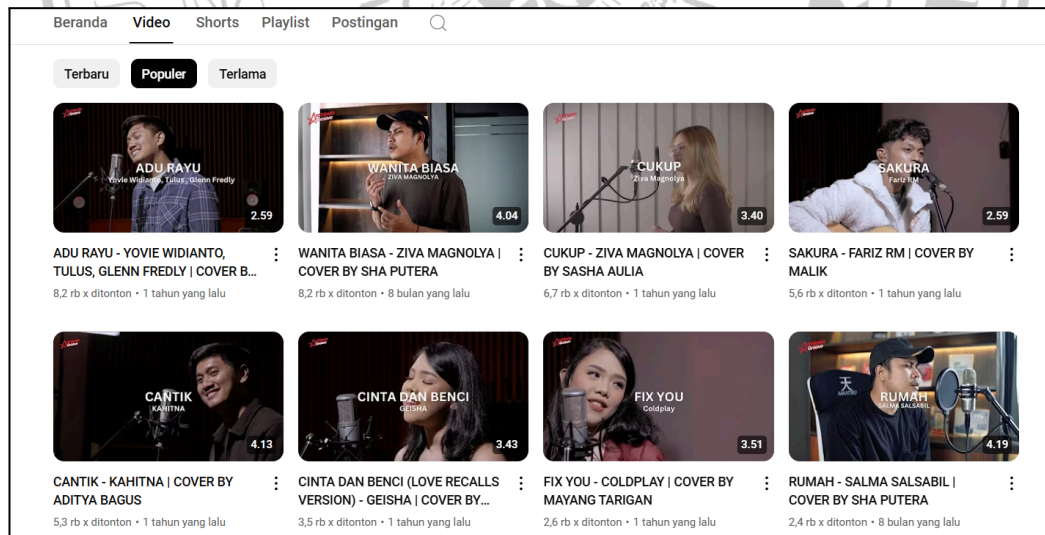 Beranda Video Shorts Playlist Postingan
Terbaru Populer Terlama
ADU RAYU
Yovie Widianto, Tulus , Glenn Fredly
2.59
WANITA BIASA
ZIVA MAGNOLYA
4.04
CUKUP
Ziva Magnolya
3.40
SAKURA
Fariz RM
2.59
ADU RAYU - YOVIE WIDIANTO,
TULUS, GLENN FREDLY | COVER B...
8,2 rb x ditonton • 1 tahun yang lalu
WANITA BIASA - ZIVA MAGNOLYA |
COVER BY SHA PUTERA
8,2 rb x ditonton • 8 bulan yang lalu
CUKUP - ZIVA MAGNOLYA | COVER
BY SASHA AULIA
6,7 rb x ditonton • 1 tahun yang lalu
SAKURA - FARIZ RM | COVER BY
MALIK
5,6 rb x ditonton • 1 tahun yang lalu
CANTIK
KAHITNA
4.13
CINTA DAN BENCI
GEISHA
3.43
FIX YOU
Coldplay
3.51
RUMAH
SALMA SALSABIL
4.19
CANTIK - KAHITNA | COVER BY
ADITYA BAGUS
5,3 rb x ditonton • 1 tahun yang lalu
CINTA DAN BENCI (LOVE RECALLS
VERSION) - GEISHA | COVER BY...
3,5 rb x ditonton • 1 tahun yang lalu
FIX YOU - COLDPLAY | COVER BY
MAYANG TARIGAN
2,6 rb x ditonton • 1 tahun yang lalu
RUMAH - SALMA SALSABIL |
COVER BY SHA PUTERA
2,4 rb x ditonton • 8 bulan yang lalu